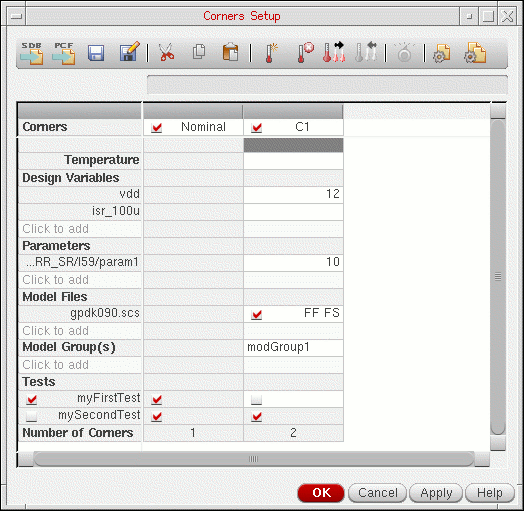 Corners Setup
SDB PCF
Corners Nominal C1
Temperature
Design Variables
vdd 12
isr_100u
Click to add
Parameters
...RR_SR/I59/param1 10
Click to add
Model Files
gpdk090.scs FF FS
Click to add
Model Group(s) modGroup1
Click to add
Tests
myFirstTest
mySecondTest
Number of Corners 1 2
OK Cancel Apply Help